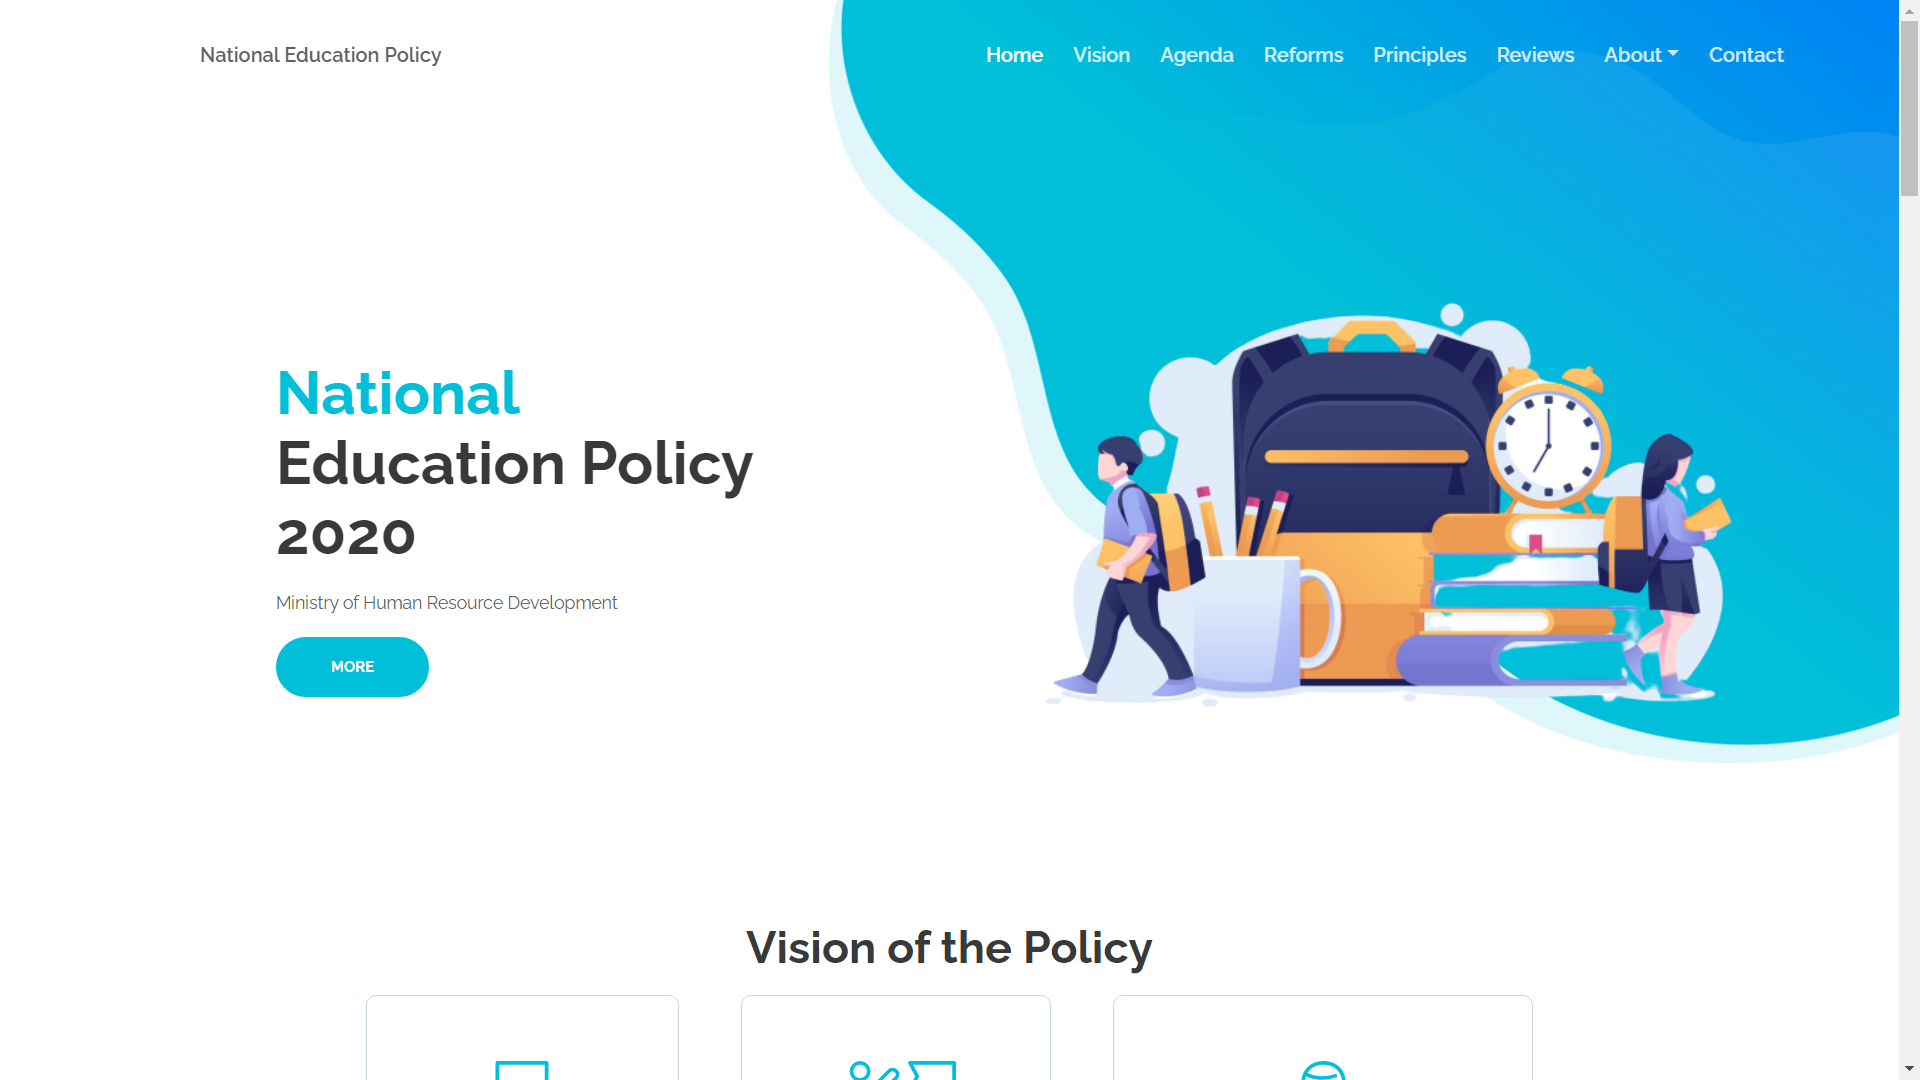 National Education Policy
Home Vision Agenda Reforms Principles Reviews About Contact
National
Education Policy
2020
Ministry of Human Resource Development
MORE
Vision of the Policy